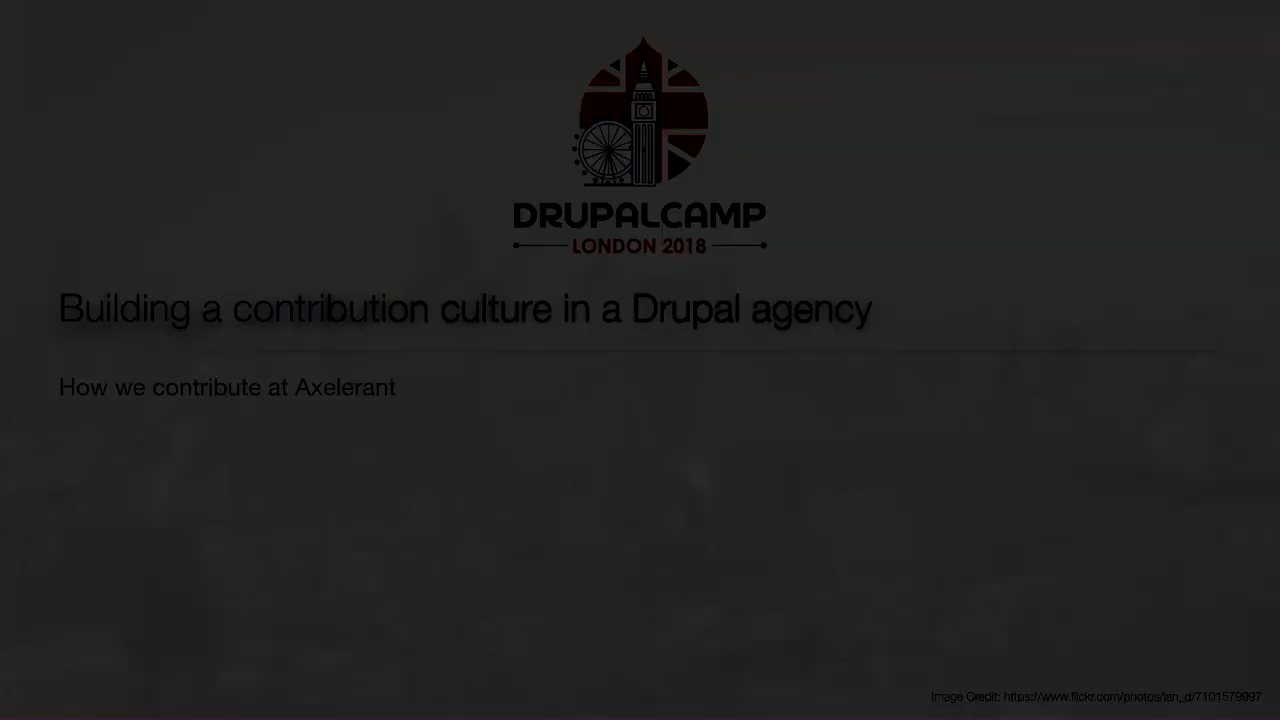 DRUPALCAMP
LONDON 2018
Building a contribution culture in a Drupal agency
How we contribute at Axelerant
Image Credit: https://www.flickr.com/photos/ian_d/7101579997